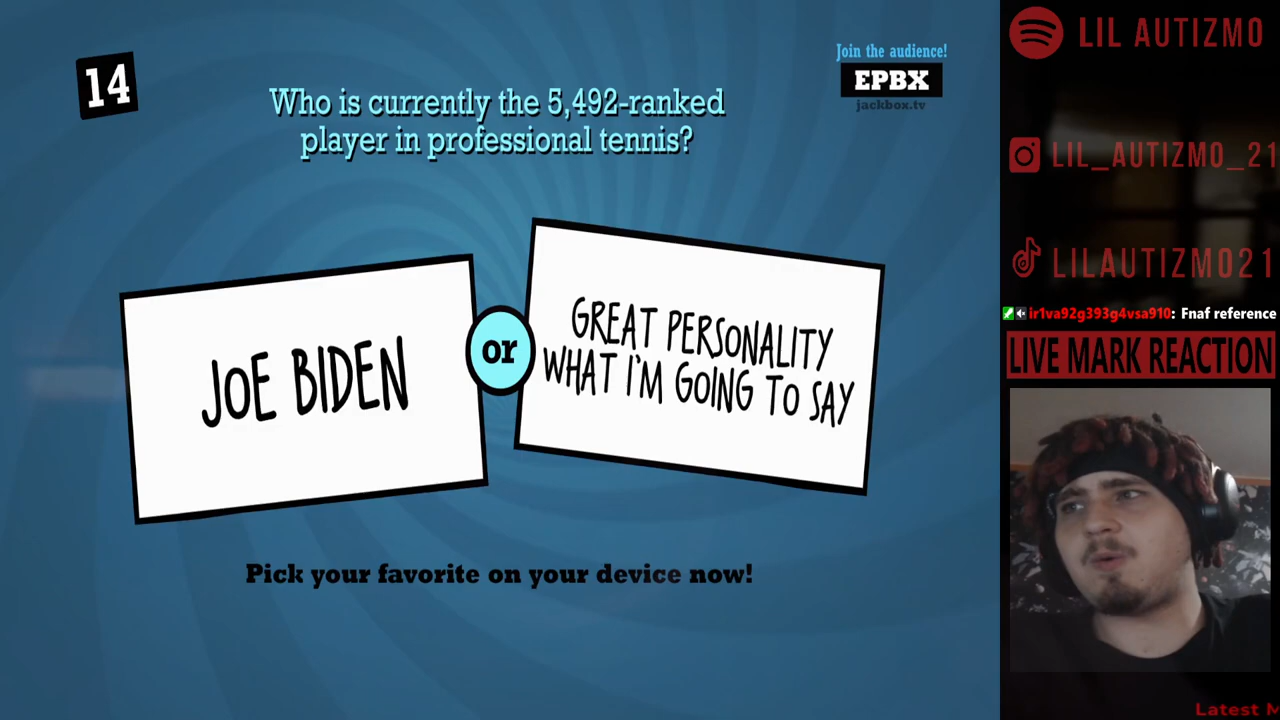 14
Who is currently the 5,492-ranked
player in professional tennis?
Join the audience!
EPBX
jackbox.tv
JOE BIDEN
or
GREAT PERSONALITY
WHAT I'M GOING TO SAY
Pick your favorite on your device now!
LIL AUTIZMO
LIL_AUTIZMO_21
LILAUTIZMO21
ir1va92g393g4vsa910: Fnaf reference
LIVE MARK REACTION
Latest M